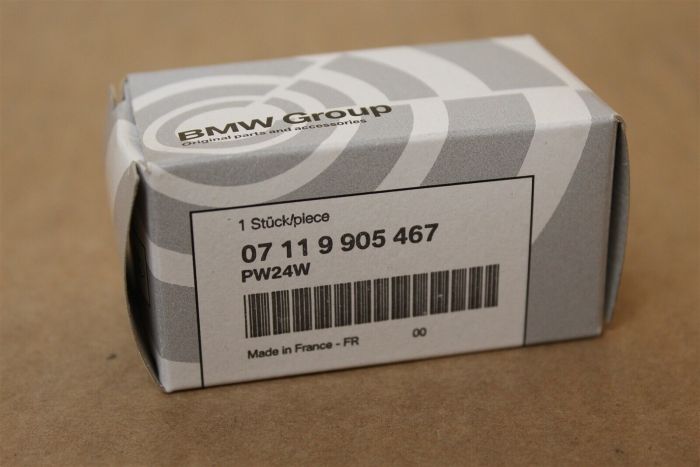 BMW Group
Original parts and accessories
1 Stück/piece
07 11 9 905 467
PW24W
Made in France - FR 00